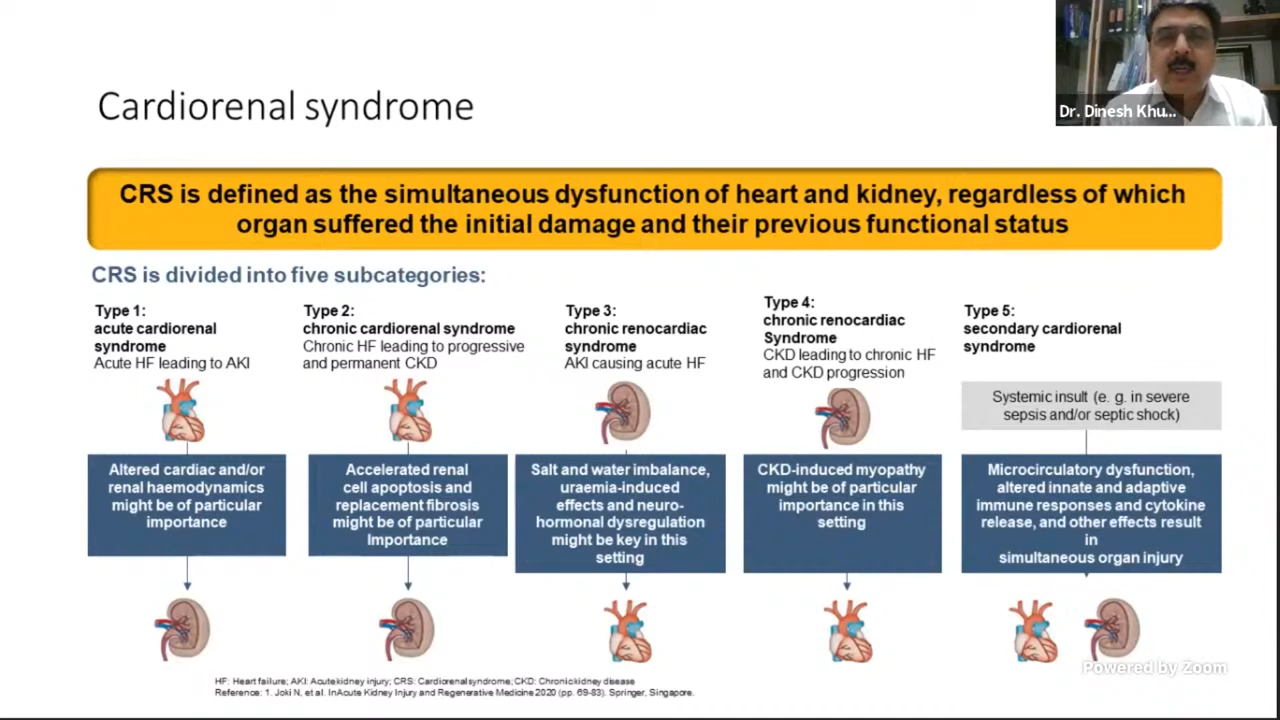 Cardiorenal syndrome
Dr. Dinesh Khu...
CRS is defined as the simultaneous dysfunction of heart and kidney, regardless of which
organ suffered the initial damage and their previous functional status
CRS is divided into five subcategories:
Type 1:
acute cardiorenal
syndrome
Acute HF leading to AKI
Altered cardiac and/or
renal haemodynamics
might be of particular
importance
Type 2:
chronic cardiorenal syndrome
Chronic HF leading to progressive
and permanent CKD
Accelerated renal
cell apoptosis and
replacement fibrosis
might be of particular
Importance
Type 3:
chronic renocardiac
syndrome
AKI causing acute HF
Salt and water imbalance,
uraemia-induced
effects and neuro-
hormonal dysregulation
might be key in this
setting
Type 4:
chronic renocardiac
Syndrome
CKD leading to chronic HF
and CKD progression
CKD-induced myopathy
might be of particular
importance in this
setting
Type 5:
secondary cardiorenal
syndrome
Systemic insult (e. g. in severe
sepsis and/or septic shock)
Microcirculatory dysfunction,
altered innate and adaptive
immune responses and cytokine
release, and other effects result
in
simultaneous organ injury
HF: Heart failure; AKI: Acute kidney injury; CRS: Cardiorenal syndrome; CKD: Chronic kidney disease
Reference: 1. Joki N, et al. InAcute Kidney Injury and Regenerative Medicine 2020 (pp. 69-83). Springer, Singapore.
Powered by Zoom